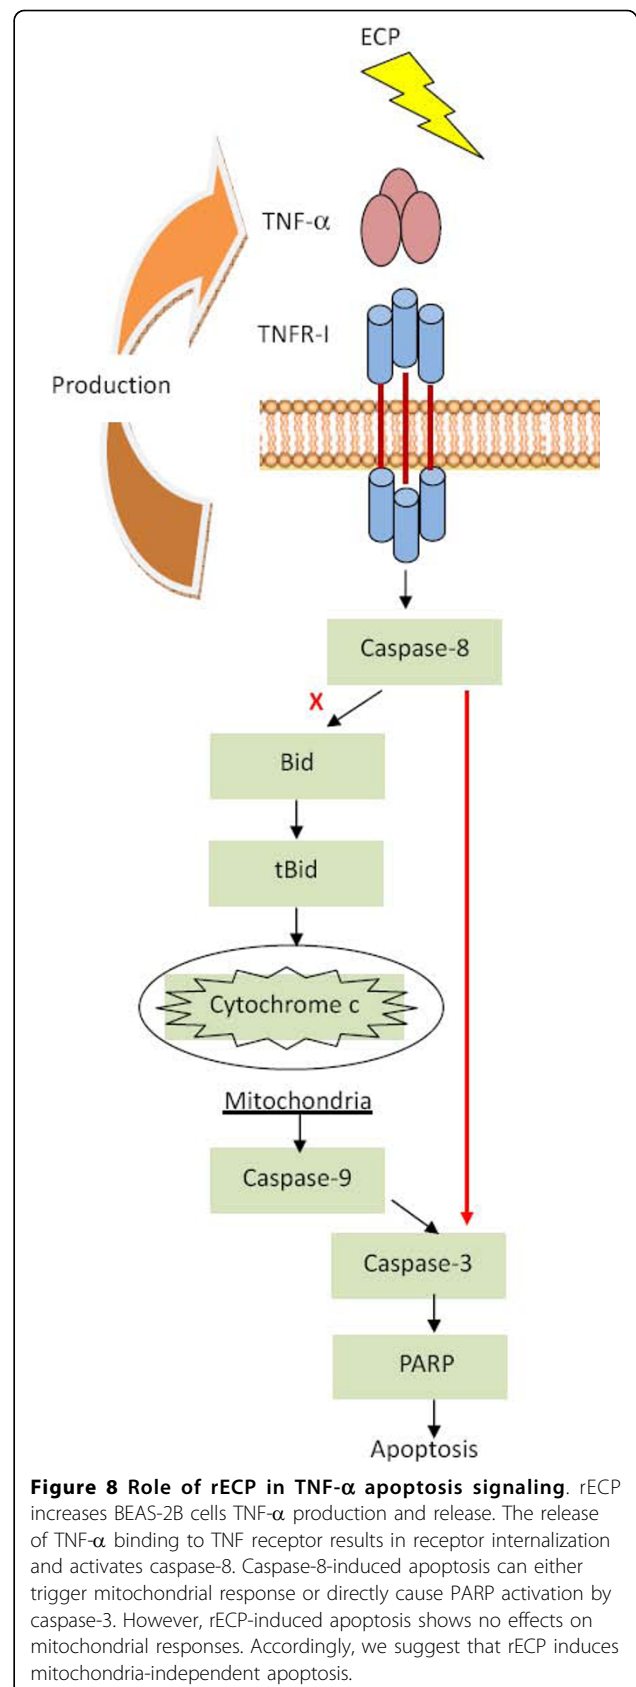 ECP
TNF-α
TNFR-I
Production
Caspase-8
X
Bid
tBid
Cytochrome c
Mitochondria
Caspase-9
Caspase-3
PARP
Apoptosis
Figure 8 Role of rECP in TNF-α apoptosis signaling. rECP
increases BEAS-2B cells TNF-α production and release. The release
of TNF-α binding to TNF receptor results in receptor internalization
and activates caspase-8. Caspase-8-induced apoptosis can either
trigger mitochondrial response or directly cause PARP activation by
caspase-3. However, rECP-induced apoptosis shows no effects on
mitochondrial responses. Accordingly, we suggest that rECP induces
mitochondria-independent apoptosis.